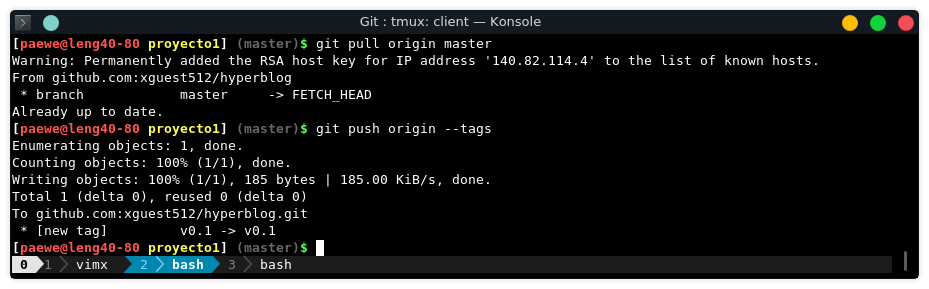 Git : tmux: client — Konsole
[paewe@leng40-80 proyecto1] (master)$ git pull origin master
Warning: Permanently added the RSA host key for IP address '140.82.114.4' to the list of known hosts.
From github.com:xguest512/hyperblog
 * branch            master     -> FETCH_HEAD
Already up to date.
[paewe@leng40-80 proyecto1] (master)$ git push origin --tags
Enumerating objects: 1, done.
Counting objects: 100% (1/1), done.
Writing objects: 100% (1/1), 185 bytes | 185.00 KiB/s, done.
Total 1 (delta 0), reused 0 (delta 0)
To github.com:xguest512/hyperblog.git
 * [new tag]         v0.1 -> v0.1
[paewe@leng40-80 proyecto1] (master)$
0 1 vimx 2 bash 3 bash